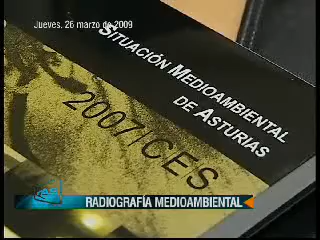 Jueves, 26 marzo de 2009
SITUACIÓN MEDIOAMBIENTAL
DE ASTURIAS
2007/CES
RADIOGRAFÍA MEDIOAMBIENTAL